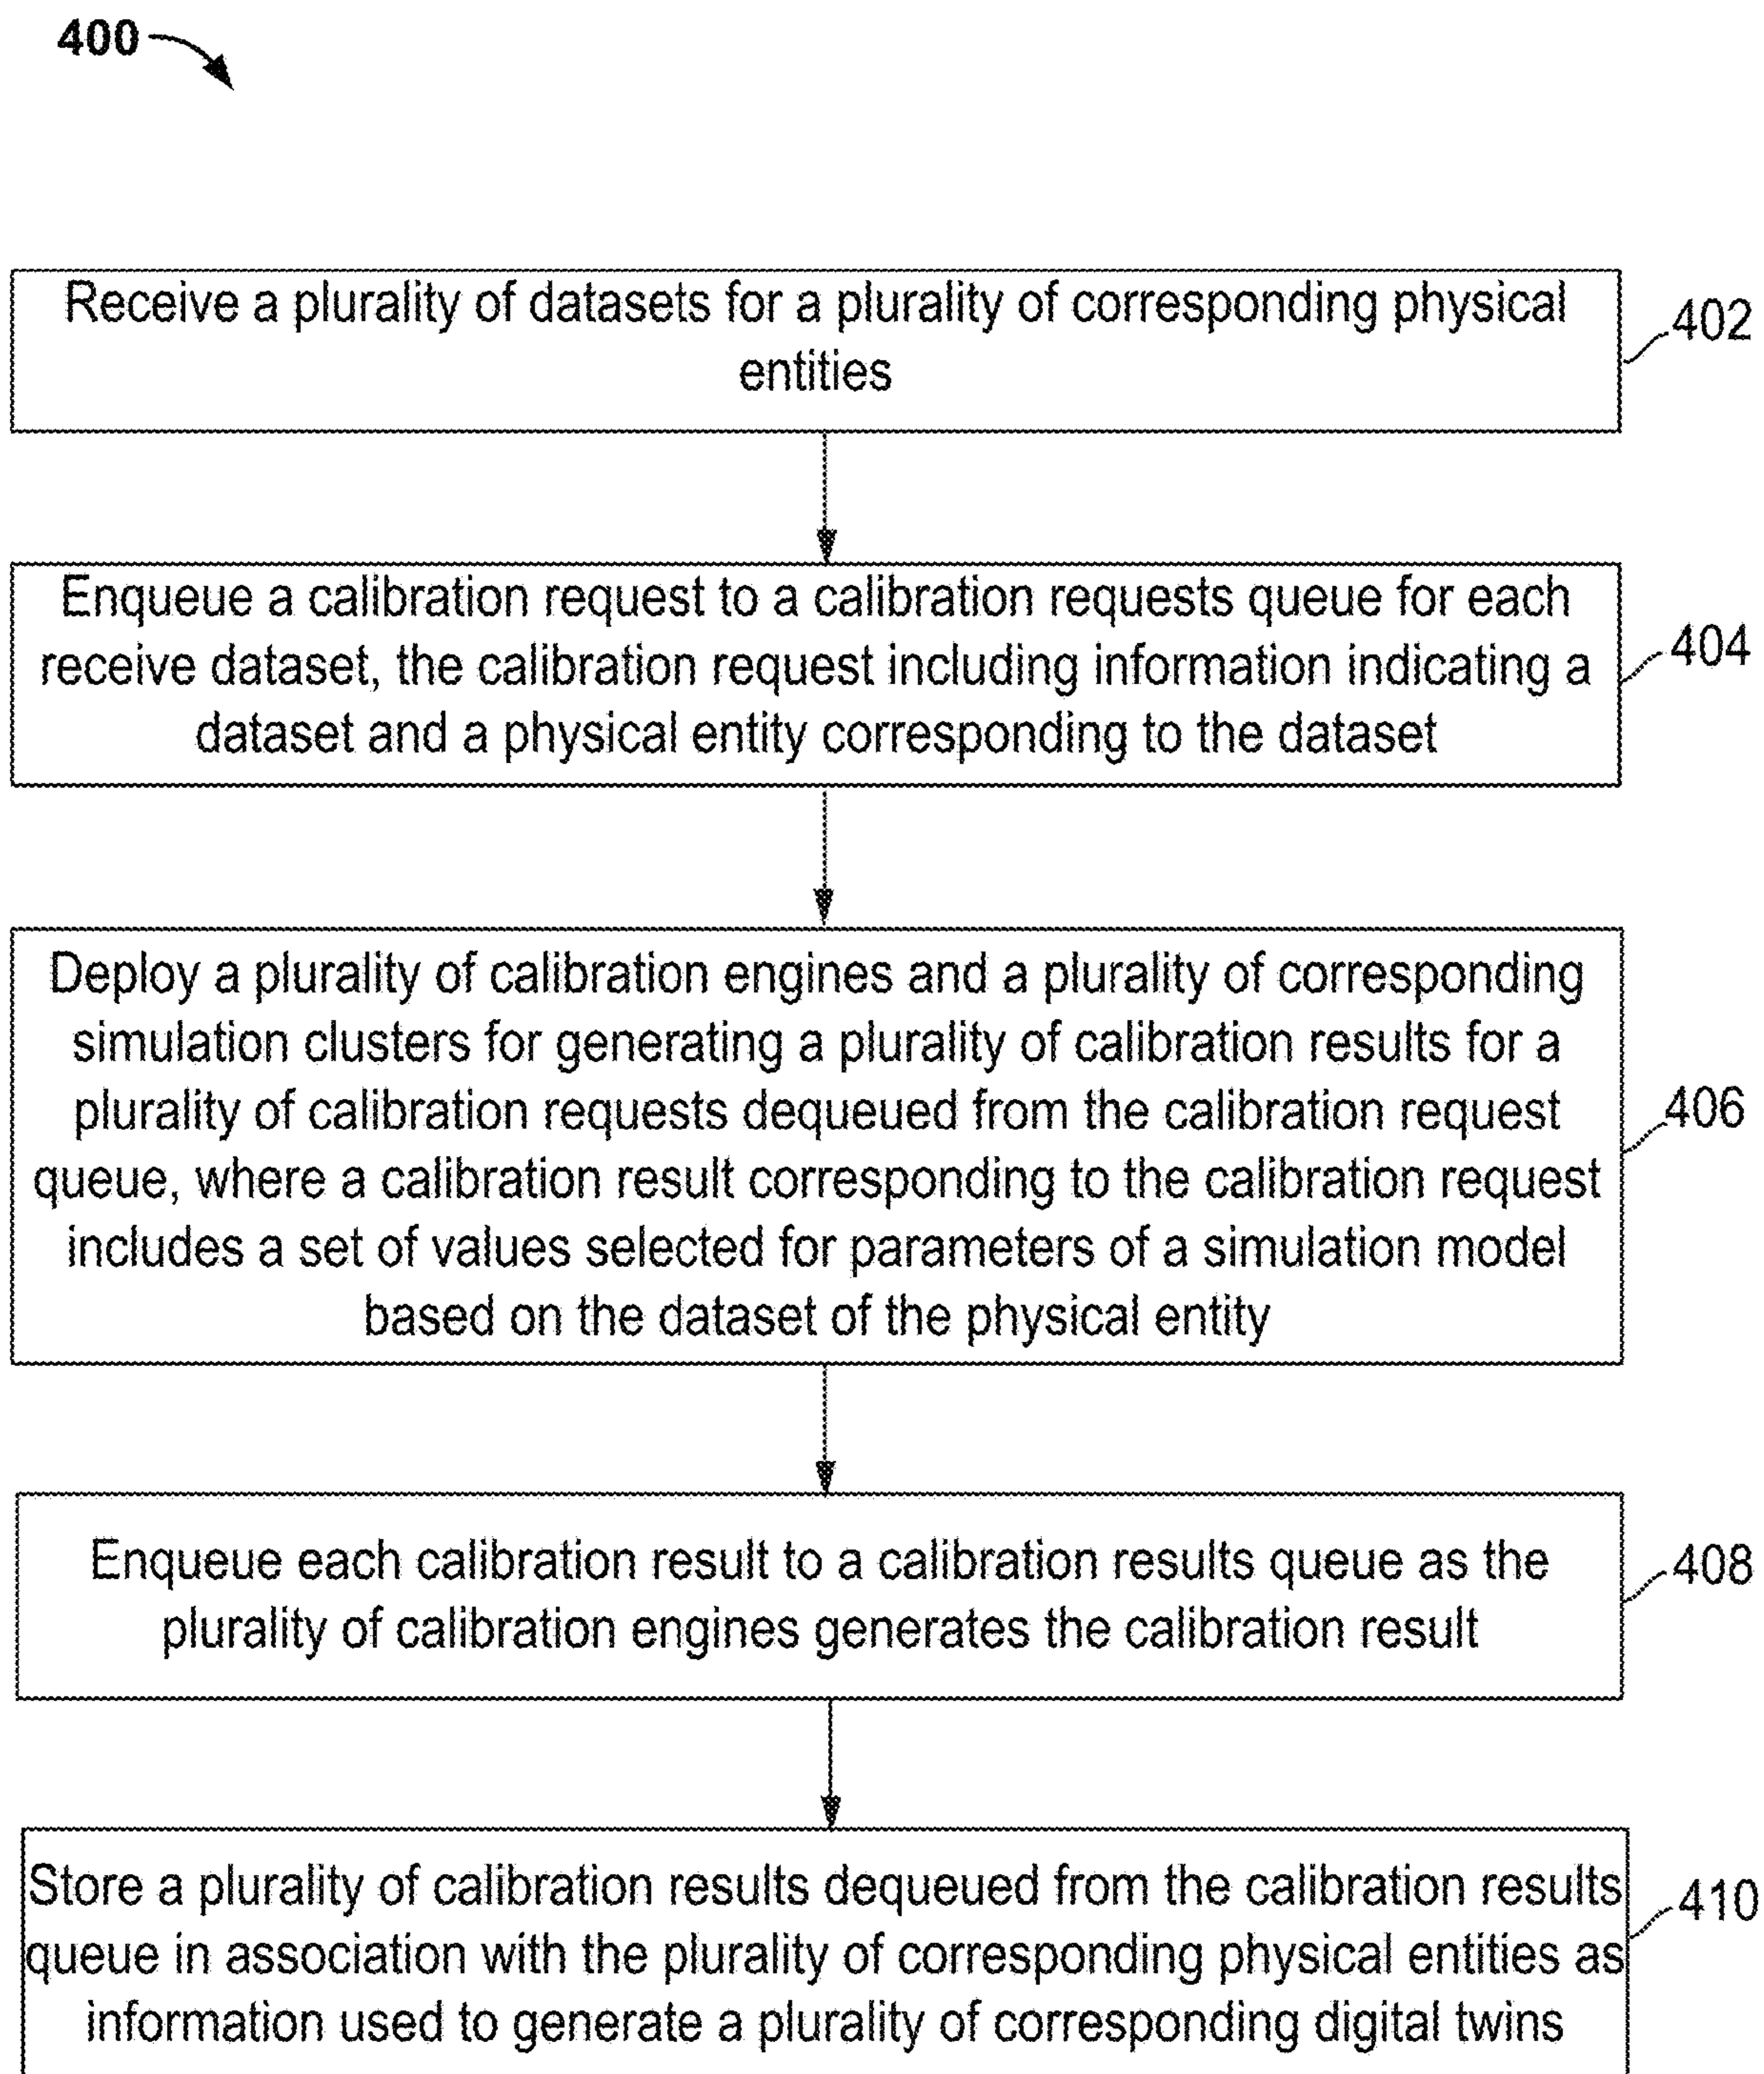 400
Receive a plurality of datasets for a plurality of corresponding physical
entities
402
Enqueue a calibration request to a calibration requests queue for each
receive dataset, the calibration request including information indicating a
dataset and a physical entity corresponding to the dataset
404
Deploy a plurality of calibration engines and a plurality of corresponding
simulation clusters for generating a plurality of calibration results for a
plurality of calibration requests dequeued from the calibration request
queue, where a calibration result corresponding to the calibration request
includes a set of values selected for parameters of a simulation model
based on the dataset of the physical entity
406
Enqueue each calibration result to a calibration results queue as the
plurality of calibration engines generates the calibration result
408
Store a plurality of calibration results dequeued from the calibration results
queue in association with the plurality of corresponding physical entities as
information used to generate a plurality of corresponding digital twins
410